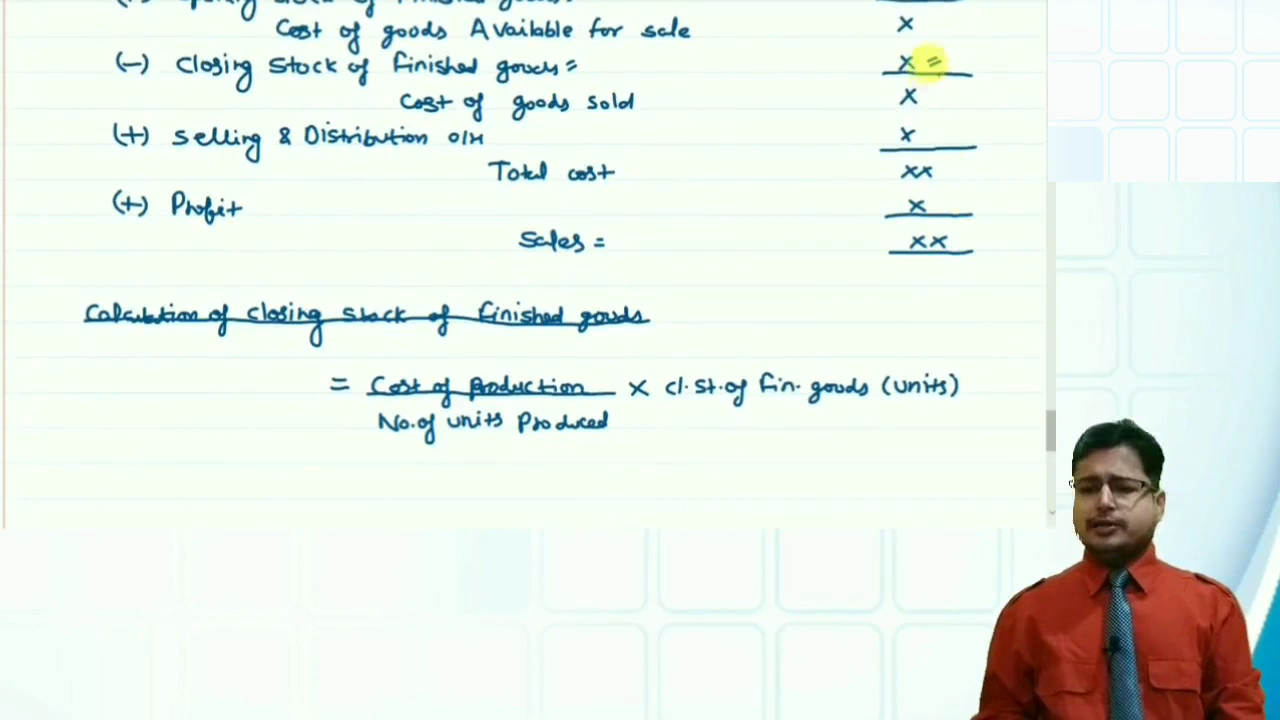 Cost of goods Available for sale x
(-) Closing Stock of finished goods= x =
Cost of goods sold x
(+) Selling & Distribution O/H x
Total cost xx
(+) Profit x
Sales = xx
Calculation of closing stock of finished goods
= Cost of Production × cl. st. of fin. goods (units)
No. of units Produced